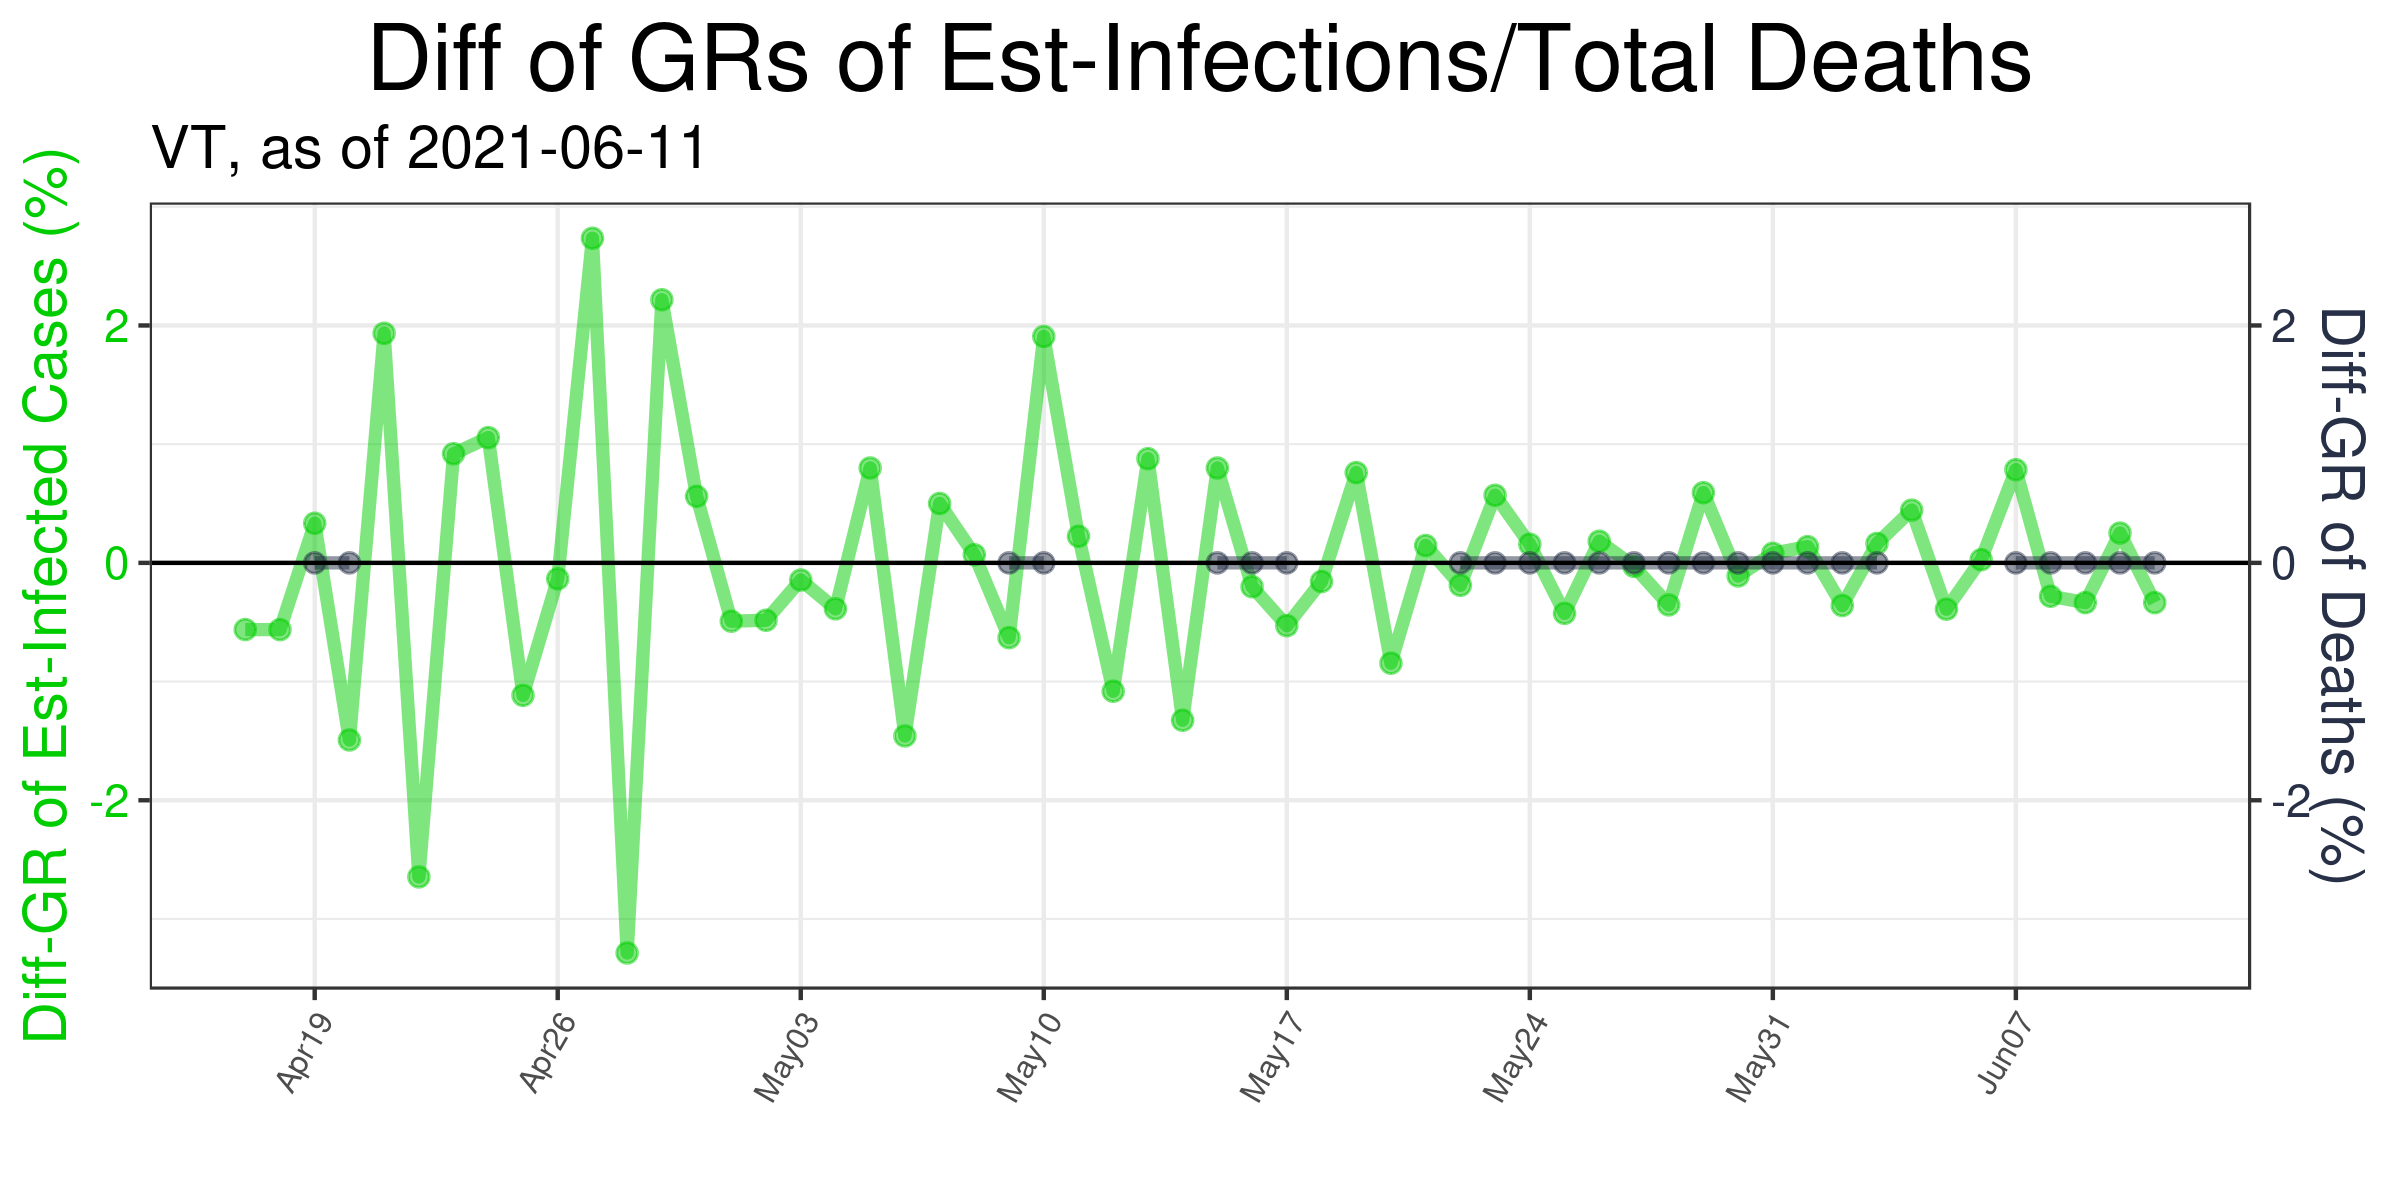 Diff of GRs of Est-Infections/Total Deaths
VT, as of 2021-06-11
Diff-GR of Est-Infected Cases (%)
2
0
-2
2
0
-2
Diff-GR of Deaths (%)
Apr19
Apr26
May03
May10
May17
May24
May31
Jun07